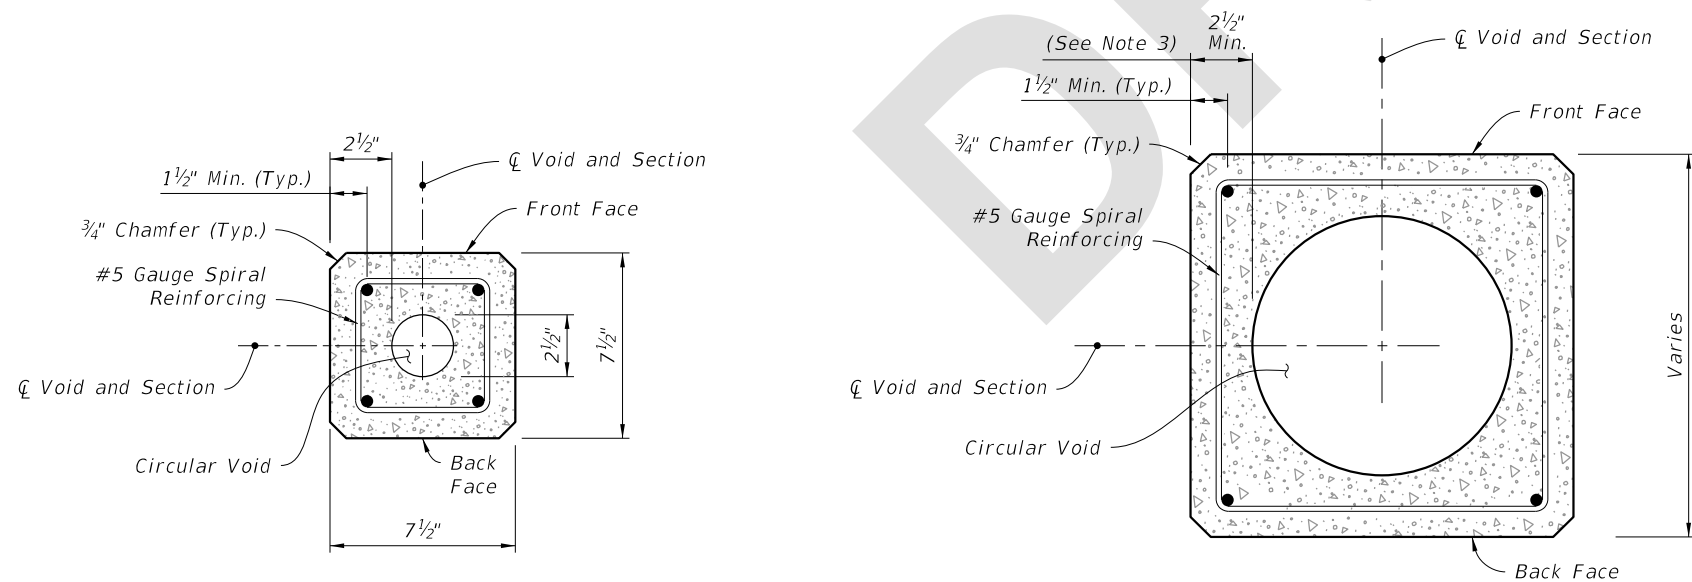 2½"
1½" Min. (Typ.)
¾" Chamfer (Typ.)
#5 Gauge Spiral
Reinforcing
℄ Void and Section
Front Face
2½"
7½"
℄ Void and Section
Circular Void
Back
Face
7½"
(See Note 3)
2½"
Min.
1½" Min. (Typ.)
¾" Chamfer (Typ.)
#5 Gauge Spiral
Reinforcing
℄ Void and Section
Front Face
Varies
℄ Void and Section
Circular Void
Back Face